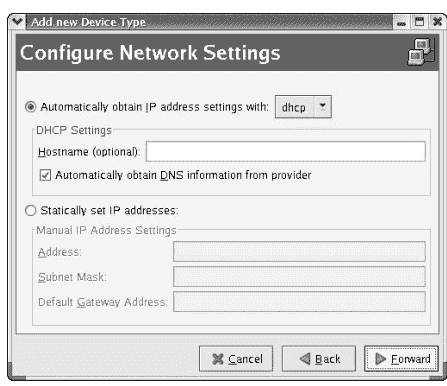 Add new Device Type
Configure Network Settings
Automatically obtain IP address settings with: dhcp
DHCP Settings
Hostname (optional):
Automatically obtain DNS information from provider
Statically set IP addresses:
Manual IP Address Settings
Address:
Subnet Mask:
Default Gateway Address:
Cancel Back Forward